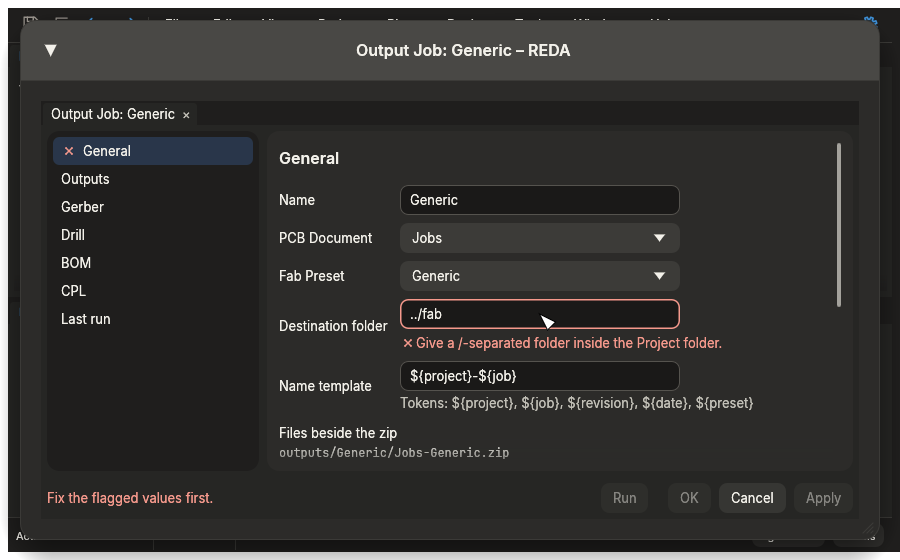 Output Job: Generic – REDA
Output Job: Generic ×
✕ General
Outputs
Gerber
Drill
BOM
CPL
Last run
General
Name
Generic
PCB Document
Jobs
Fab Preset
Generic
Destination folder
../fab
✕ Give a /-separated folder inside the Project folder.
Name template
${project}-${job}
Tokens: ${project}, ${job}, ${revision}, ${date}, ${preset}
Files beside the zip
outputs/Generic/Jobs-Generic.zip
Fix the flagged values first.
Run
OK
Cancel
Apply